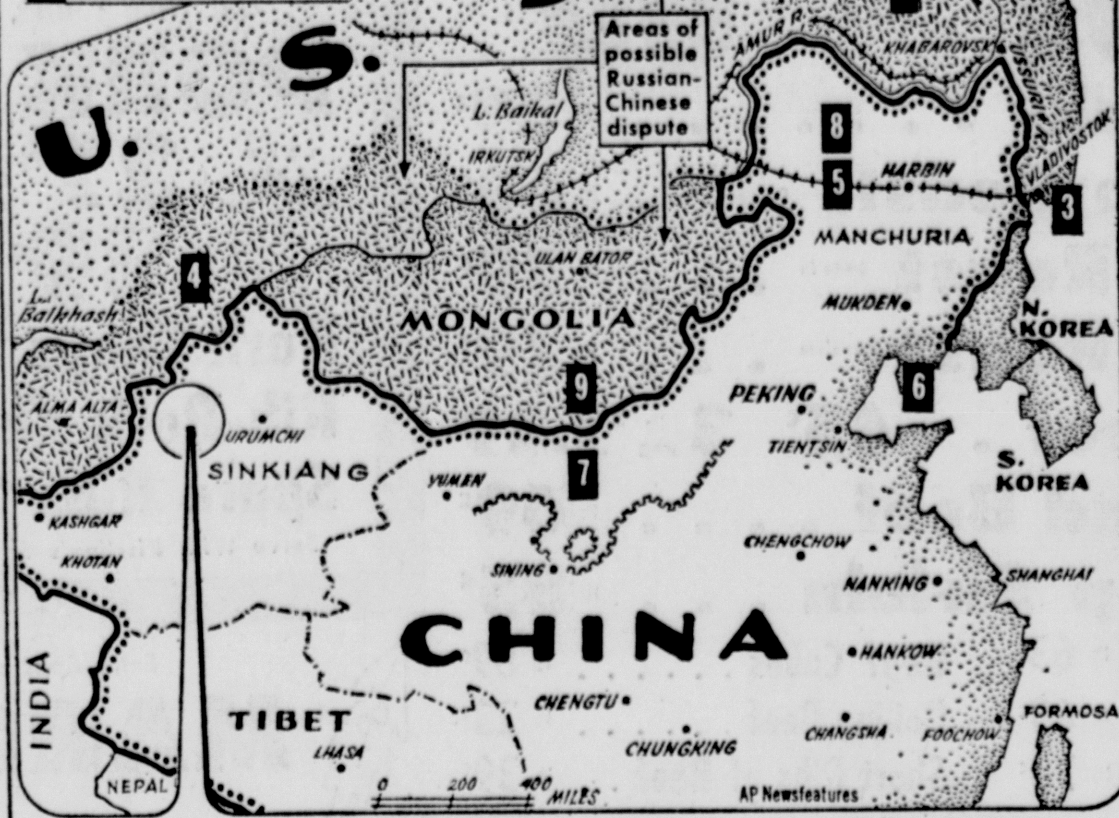 U. S.
Areas of
possible
Russian-
Chinese
dispute
AMUR R.
KHABAROVSK
USSURI R.
VLADIVOSTOK
L. Baikal
IRKUTSK
8
5
HARBIN
3
MANCHURIA
ULAN BATOR
4
L.
Balkhash
MONGOLIA
MUKDEN
N.
KOREA
9
PEKING
6
ALMA ALTA
URUMCHI
SINKIANG
TIENTSIN
7
YUMEN
S.
KOREA
KASHGAR
KHOTAN
SINING
CHENGCHOW
NANKING
SHANGHAI
CHINA
HANKOW
INDIA
TIBET
LHASA
NEPAL
CHENGTU
CHUNGKING
CHANGSHA
FOOCHOW
FORMOSA
0 200 400
MILES
AP Newsfeatures